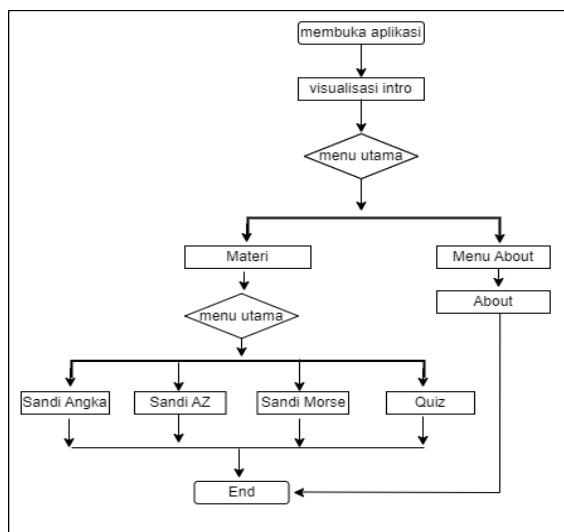 membuka aplikasi
visualisasi intro
menu utama
Materi
Menu About
About
menu utama
Sandi Angka
Sandi AZ
Sandi Morse
Quiz
End